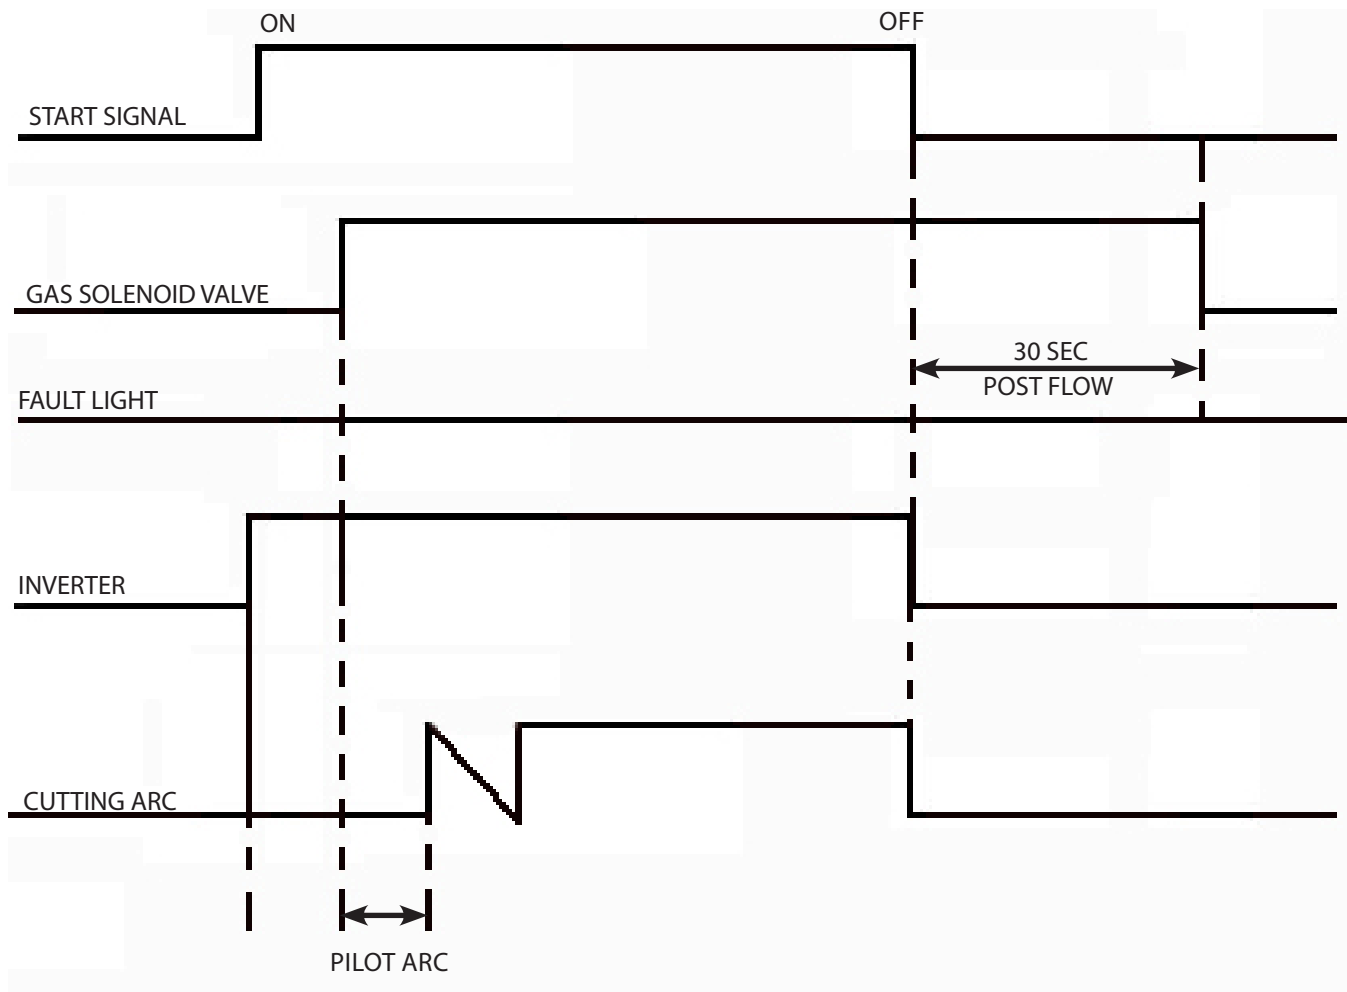 ON
OFF
START SIGNAL
GAS SOLENOID VALVE
30 SEC
POST FLOW
FAULT LIGHT
INVERTER
CUTTING ARC
PILOT ARC